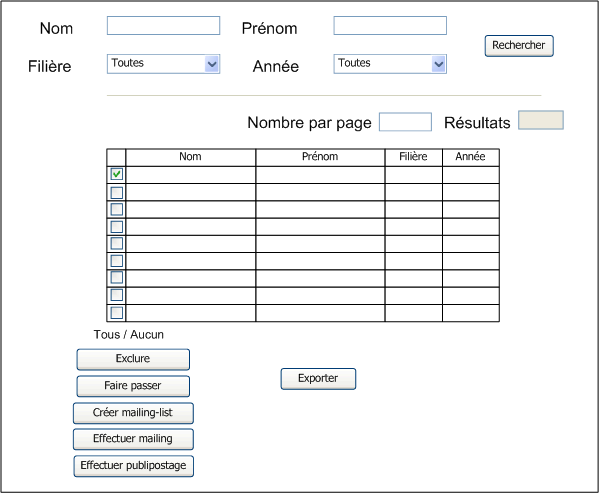 Nom Prénom
Rechercher
Filière Toutes Année Toutes
Nombre par page Résultats
Nom Prénom Filière Année
Tous / Aucun
Exclure
Exporter
Faire passer
Créer mailing-list
Effectuer mailing
Effectuer publipostage